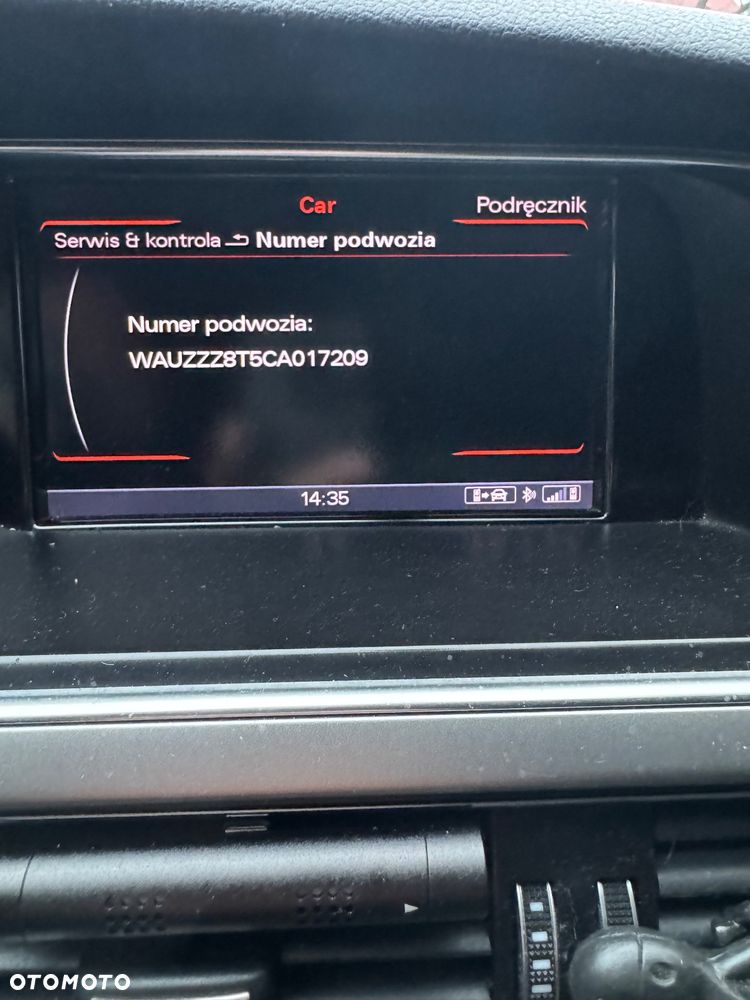 Car
Podręcznik
Serwis & kontrola Numer podwozia
Numer podwozia:
WAUZZZ8T5CA017209
14:35
OTOMOTO